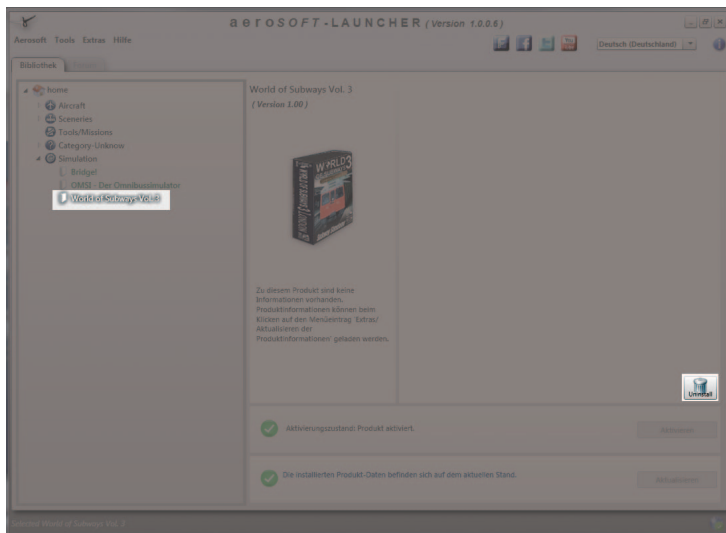 aeroSOFT-LAUNCHER (Version 1.0.0.6)
Aerosoft Tools Extras Hilfe
Deutsch (Deutschland)
Bibliothek
home
Aircraft
Sceneries
Tools/Missions
Category-Unknow
Simulation
Bridge!
OMSI - Der Omnibussimulator
World of Subways Vol. 3
World of Subways Vol. 3
( Version 1.00 )
WORLD 3
Zu diesem Produkt sind keine
Informationen vorhanden.
Produktinformationen können beim
Klicken auf den Menüeintrag 'Extras/
Aktualisieren der
Produktinformationen' geladen werden.
Uninstall
Aktivierungszustand: Produkt aktiviert.
Aktivieren
Die installierten Produkt-Daten befinden sich auf dem aktuellen Stand.
Aktualisieren
Selected World of Subways Vol. 3